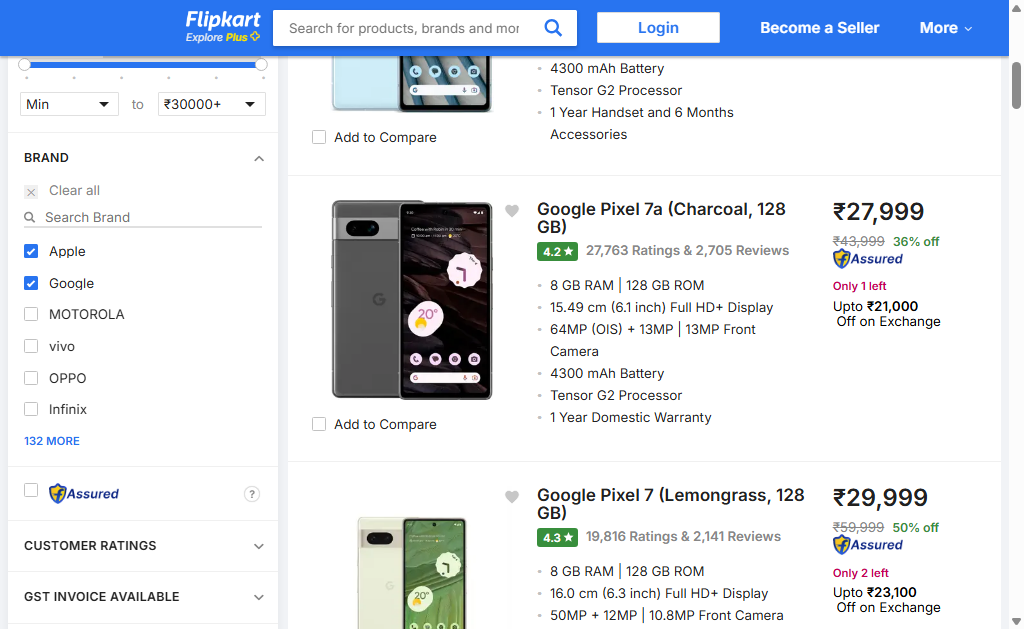 Flipkart
Explore Plus
Search for products, brands and mor
Login
Become a Seller
More
Min
to
₹30000+
BRAND
Clear all
Search Brand
Apple
Google
MOTOROLA
vivo
OPPO
Infinix
132 MORE
Assured
?
CUSTOMER RATINGS
GST INVOICE AVAILABLE
4300 mAh Battery
Tensor G2 Processor
1 Year Handset and 6 Months
Accessories
Add to Compare
Google Pixel 7a (Charcoal, 128
GB)
4.2★
27,763 Ratings & 2,705 Reviews
8 GB RAM | 128 GB ROM
15.49 cm (6.1 inch) Full HD+ Display
64MP (OIS) + 13MP | 13MP Front
Camera
4300 mAh Battery
Tensor G2 Processor
1 Year Domestic Warranty
₹27,999
₹43,999 36% off
Assured
Only 1 left
Upto ₹21,000
Off on Exchange
20°
Add to Compare
Google Pixel 7 (Lemongrass, 128
GB)
4.3★
19,816 Ratings & 2,141 Reviews
8 GB RAM | 128 GB ROM
16.0 cm (6.3 inch) Full HD+ Display
50MP + 12MP | 10.8MP Front Camera
₹29,999
₹59,999 50% off
Assured
Only 2 left
Upto ₹23,100
Off on Exchange
20°